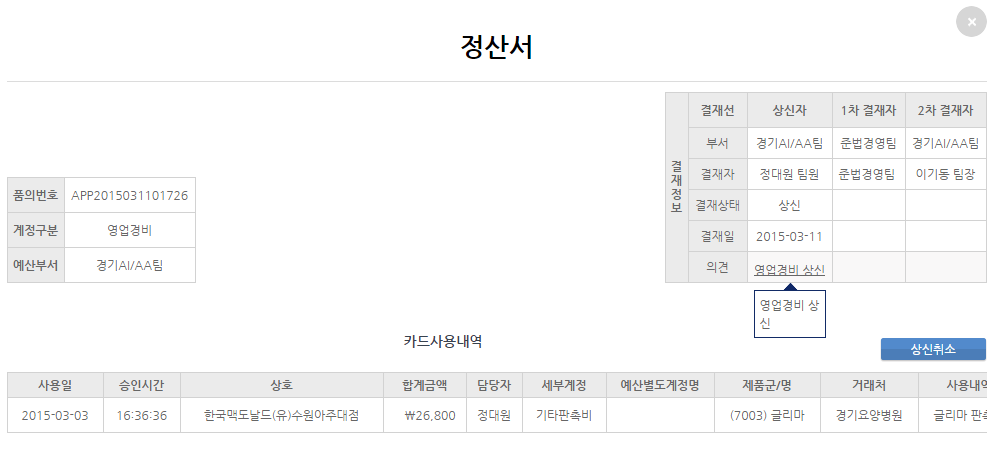 정산서
결재정보
결재선 상신자 1차 결재자 2차 결재자
부서 경기AI/AA팀 준법경영팀 경기AI/AA팀
결재자 정대원 팀원 준법경영팀 이기동 팀장
결재상태 상신
결재일 2015-03-11
의견 영업경비 상신
영업경비 상
신
품의번호 APP2015031101726
계정구분 영업경비
예산부서 경기AI/AA팀
카드사용내역
상신취소
사용일 승인시간 상호 합계금액 담당자 세부계정 예산별도계정명 제품군/명 거래처 사용내역
2015-03-03 16:36:36 한국맥도날드(유)수원아주대점 ₩26,800 정대원 기타판촉비 (7003) 글리마 경기요양병원 글리마 판촉